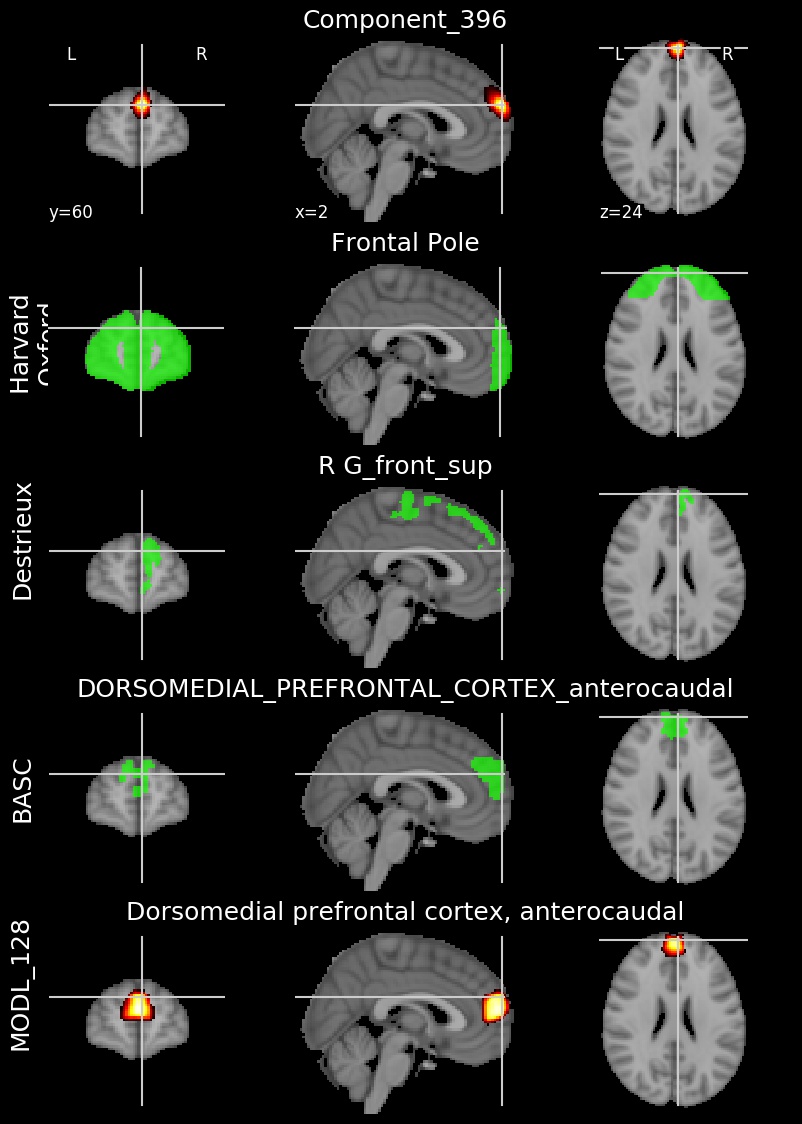 Component_396
L R
L R
y=60 x=2 z=24
Frontal Pole
Harvard
R G_front_sup
Destrieux
DORSOMEDIAL_PREFRONTAL_CORTEX_anterocaudal
BASC
Dorsomedial prefrontal cortex, anterocaudal
MODL_128